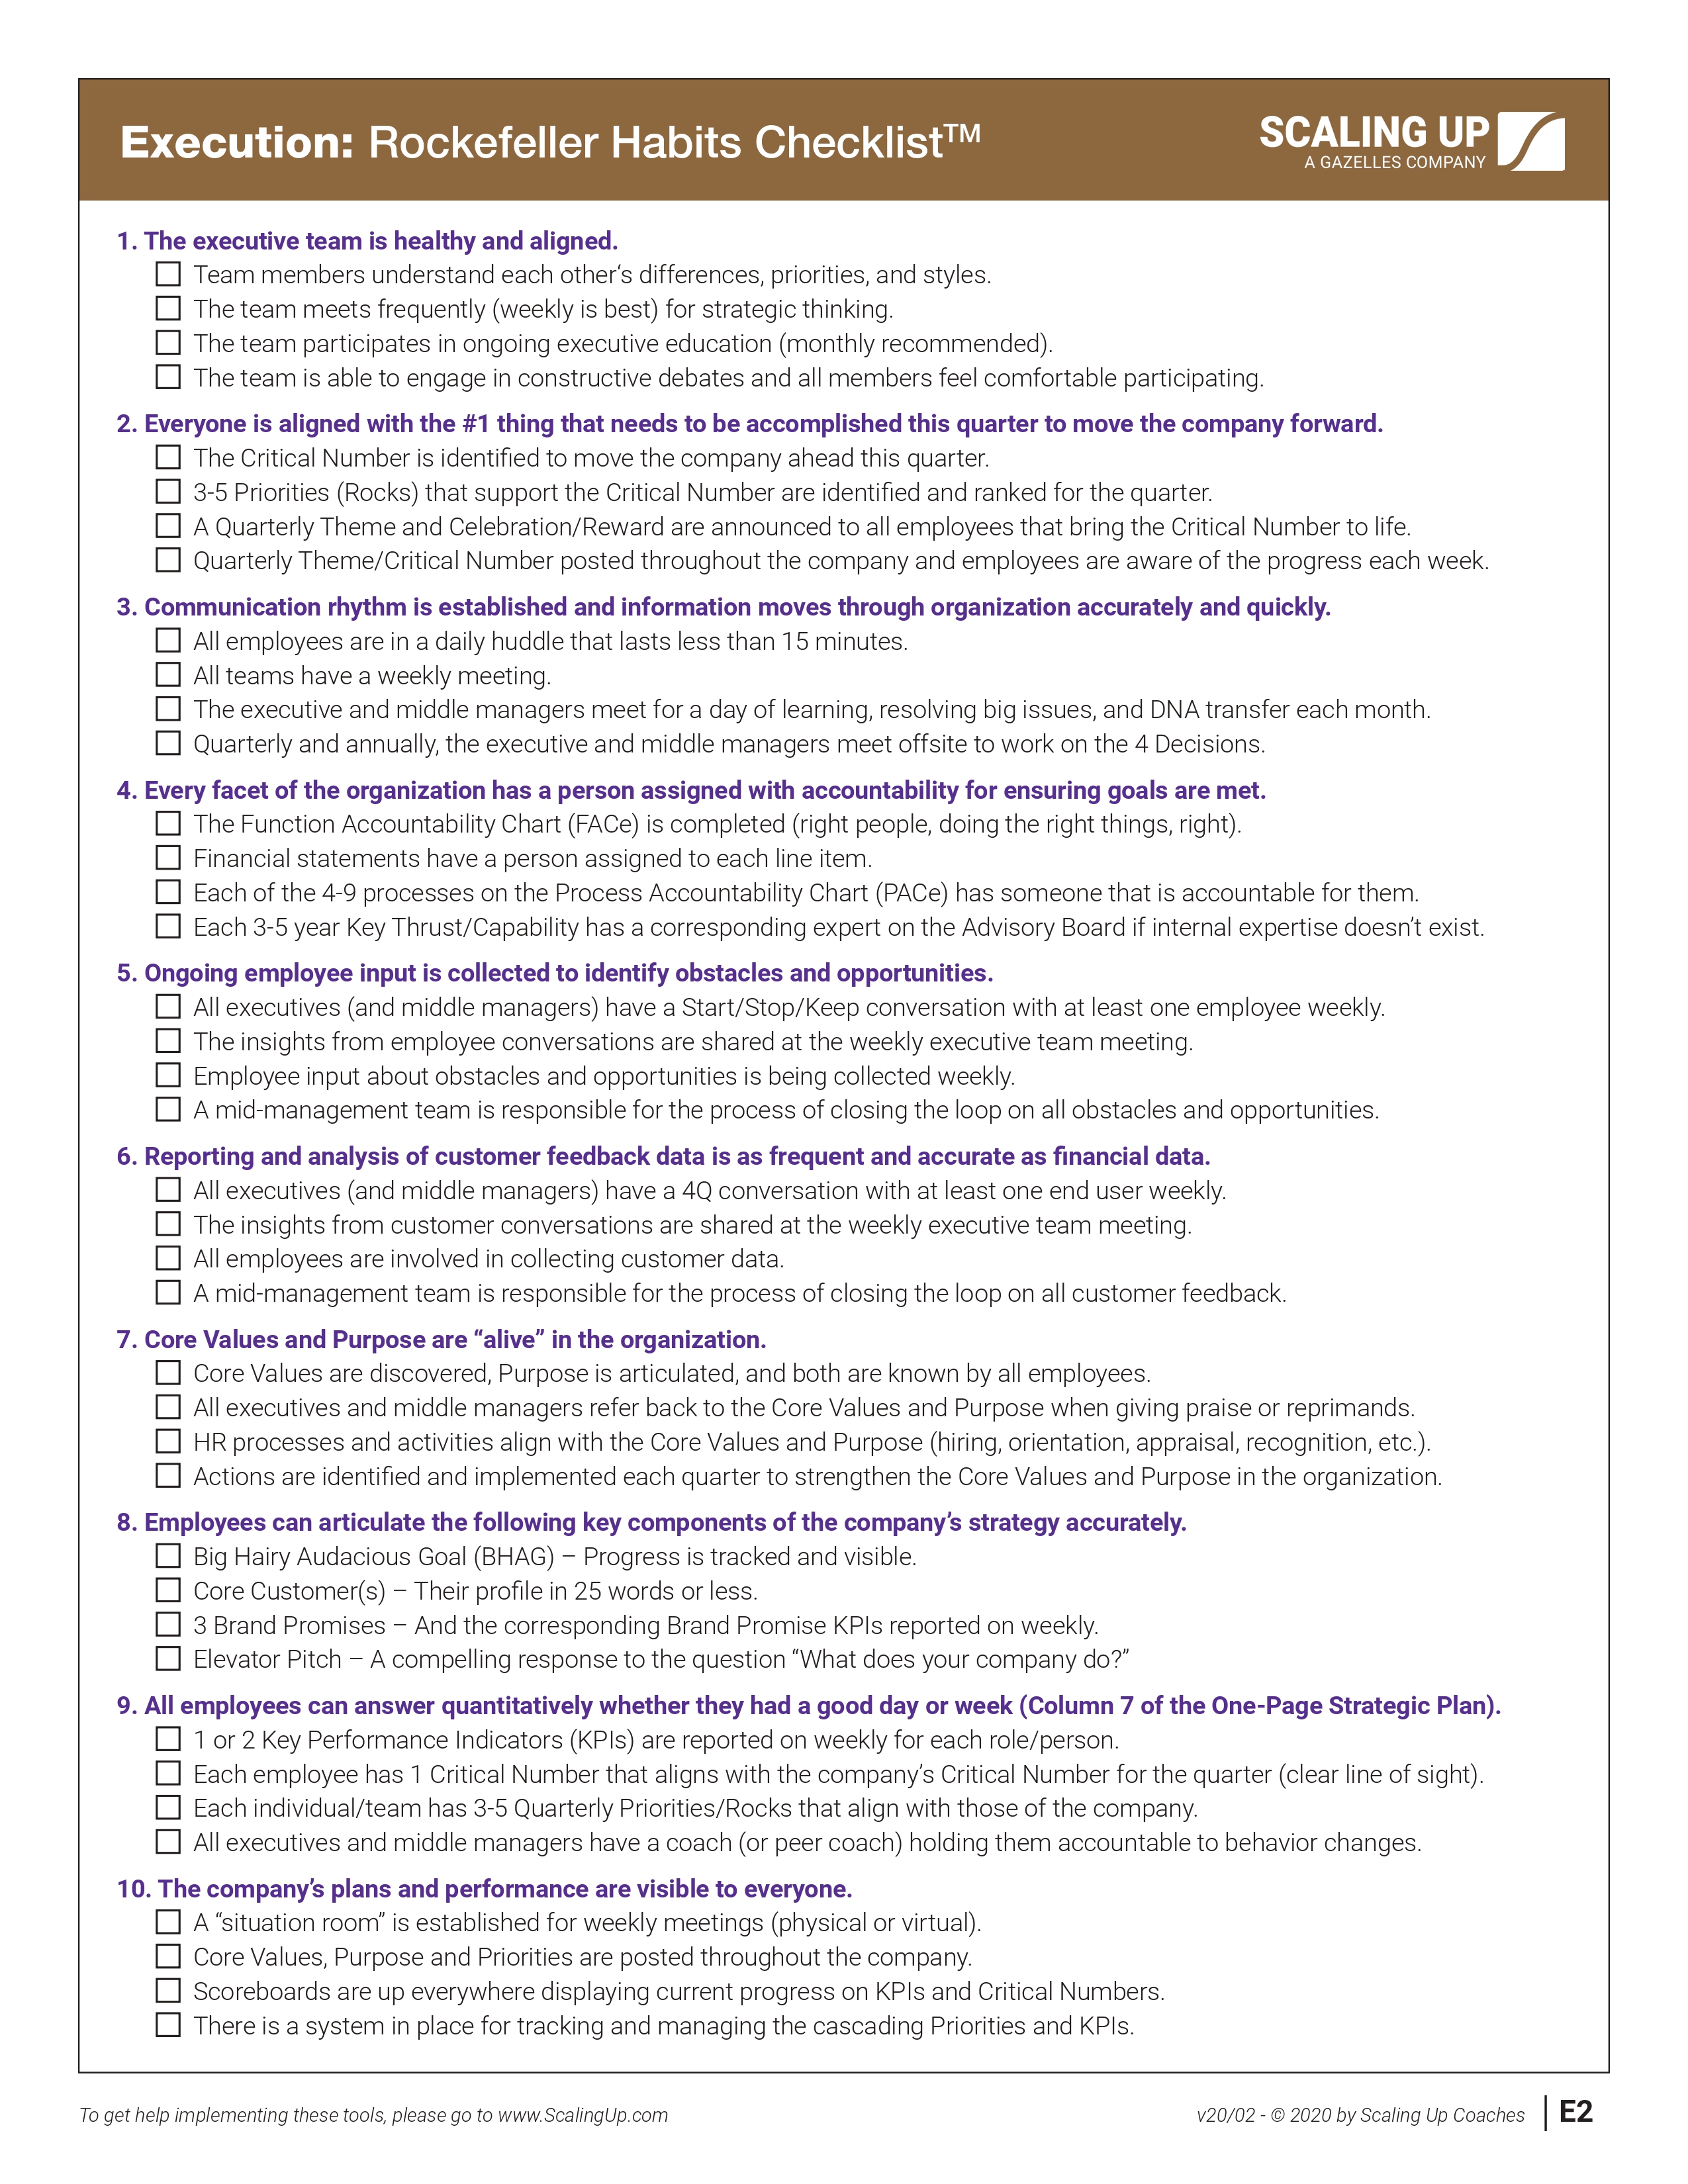 Execution: Rockefeller Habits Checklist™
SCALING UP
A GAZELLES COMPANY
1. The executive team is healthy and aligned.
Team members understand each other‘s differences, priorities, and styles.
The team meets frequently (weekly is best) for strategic thinking.
The team participates in ongoing executive education (monthly recommended).
The team is able to engage in constructive debates and all members feel comfortable participating.
2. Everyone is aligned with the #1 thing that needs to be accomplished this quarter to move the company forward.
The Critical Number is identified to move the company ahead this quarter.
3-5 Priorities (Rocks) that support the Critical Number are identified and ranked for the quarter.
A Quarterly Theme and Celebration/Reward are announced to all employees that bring the Critical Number to life.
Quarterly Theme/Critical Number posted throughout the company and employees are aware of the progress each week.
3. Communication rhythm is established and information moves through organization accurately and quickly.
All employees are in a daily huddle that lasts less than 15 minutes.
All teams have a weekly meeting.
The executive and middle managers meet for a day of learning, resolving big issues, and DNA transfer each month.
Quarterly and annually, the executive and middle managers meet offsite to work on the 4 Decisions.
4. Every facet of the organization has a person assigned with accountability for ensuring goals are met.
The Function Accountability Chart (FACe) is completed (right people, doing the right things, right).
Financial statements have a person assigned to each line item.
Each of the 4-9 processes on the Process Accountability Chart (PACe) has someone that is accountable for them.
Each 3-5 year Key Thrust/Capability has a corresponding expert on the Advisory Board if internal expertise doesn’t exist.
5. Ongoing employee input is collected to identify obstacles and opportunities.
All executives (and middle managers) have a Start/Stop/Keep conversation with at least one employee weekly.
The insights from employee conversations are shared at the weekly executive team meeting.
Employee input about obstacles and opportunities is being collected weekly.
A mid-management team is responsible for the process of closing the loop on all obstacles and opportunities.
6. Reporting and analysis of customer feedback data is as frequent and accurate as financial data.
All executives (and middle managers) have a 4Q conversation with at least one end user weekly.
The insights from customer conversations are shared at the weekly executive team meeting.
All employees are involved in collecting customer data.
A mid-management team is responsible for the process of closing the loop on all customer feedback.
7. Core Values and Purpose are “alive” in the organization.
Core Values are discovered, Purpose is articulated, and both are known by all employees.
All executives and middle managers refer back to the Core Values and Purpose when giving praise or reprimands.
HR processes and activities align with the Core Values and Purpose (hiring, orientation, appraisal, recognition, etc.).
Actions are identified and implemented each quarter to strengthen the Core Values and Purpose in the organization.
8. Employees can articulate the following key components of the company’s strategy accurately.
Big Hairy Audacious Goal (BHAG) – Progress is tracked and visible.
Core Customer(s) – Their profile in 25 words or less.
3 Brand Promises – And the corresponding Brand Promise KPIs reported on weekly.
Elevator Pitch – A compelling response to the question “What does your company do?”
9. All employees can answer quantitatively whether they had a good day or week (Column 7 of the One-Page Strategic Plan).
1 or 2 Key Performance Indicators (KPIs) are reported on weekly for each role/person.
Each employee has 1 Critical Number that aligns with the company’s Critical Number for the quarter (clear line of sight).
Each individual/team has 3-5 Quarterly Priorities/Rocks that align with those of the company.
All executives and middle managers have a coach (or peer coach) holding them accountable to behavior changes.
10. The company’s plans and performance are visible to everyone.
A “situation room” is established for weekly meetings (physical or virtual).
Core Values, Purpose and Priorities are posted throughout the company.
Scoreboards are up everywhere displaying current progress on KPIs and Critical Numbers.
There is a system in place for tracking and managing the cascading Priorities and KPIs.
To get help implementing these tools, please go to www.ScalingUp.com
v20/02 - © 2020 by Scaling Up Coaches
E2